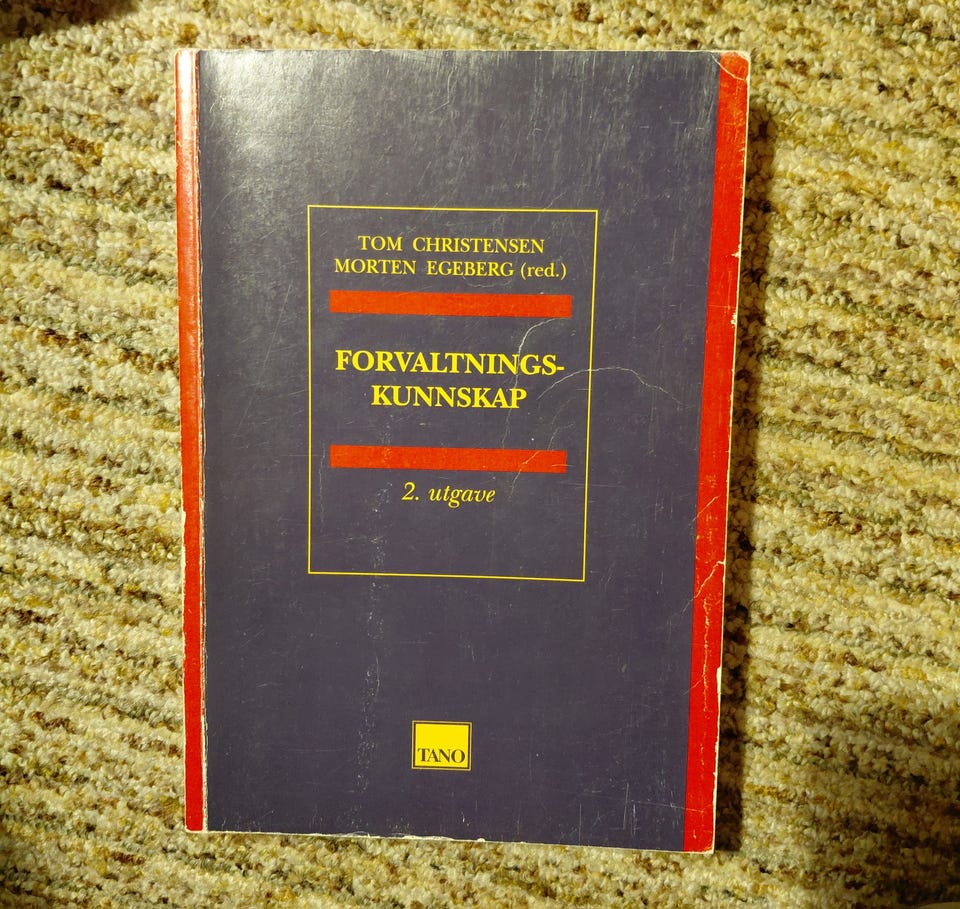 TOM CHRISTENSEN
MORTEN EGEBERG (red.)
FORVALTNINGS-
KUNNSKAP
2. utgave
TANO